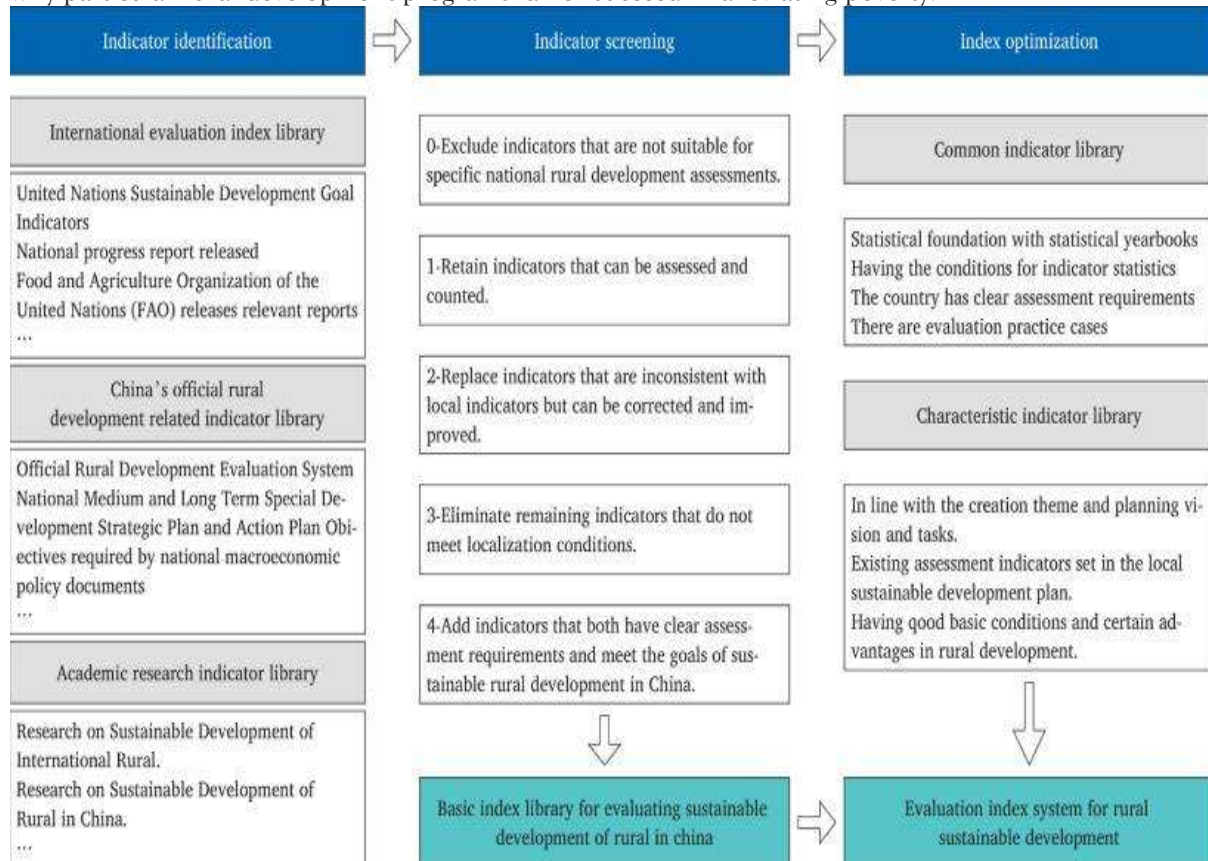 Indicator identification
International evaluation index library
United Nations Sustainable Development Goal
Indicators
National progress report released
Food and Agriculture Organization of the
United Nations (FAO) releases relevant reports
…
China's official rural
development related indicator library
Official Rural Development Evaluation System
National Medium and Long Term Special De-
velopment Strategic Plan and Action Plan Obi-
ectives required by national macroeconomic
policy documents
…
Academic research indicator library
Research on Sustainable Development of
International Rural.
Research on Sustainable Development of
Rural in China.
…
Indicator screening
0-Exclude indicators that are not suitable for
specific national rural development assessments.
1-Retain indicators that can be assessed and
counted.
2-Replace indicators that are inconsistent with
local indicators but can be corrected and im-
proved.
3-Eliminate remaining indicators that do not
meet localization conditions.
4-Add indicators that both have clear assess-
ment requirements and meet the goals of sus-
tainable rural development in China.
Basic index library for evaluating sustainable
development of rural in china
Index optimization
Common indicator library
Statistical foundation with statistical yearbooks
Having the conditions for indicator statistics
The country has clear assessment requirements
There are evaluation practice cases
Characteristic indicator library
In line with the creation theme and planning vi-
sion and tasks.
Existing assessment indicators set in the local
sustainable development plan.
Having qood basic conditions and certain ad-
vantages in rural development.
Evaluation index system for rural
sustainable development